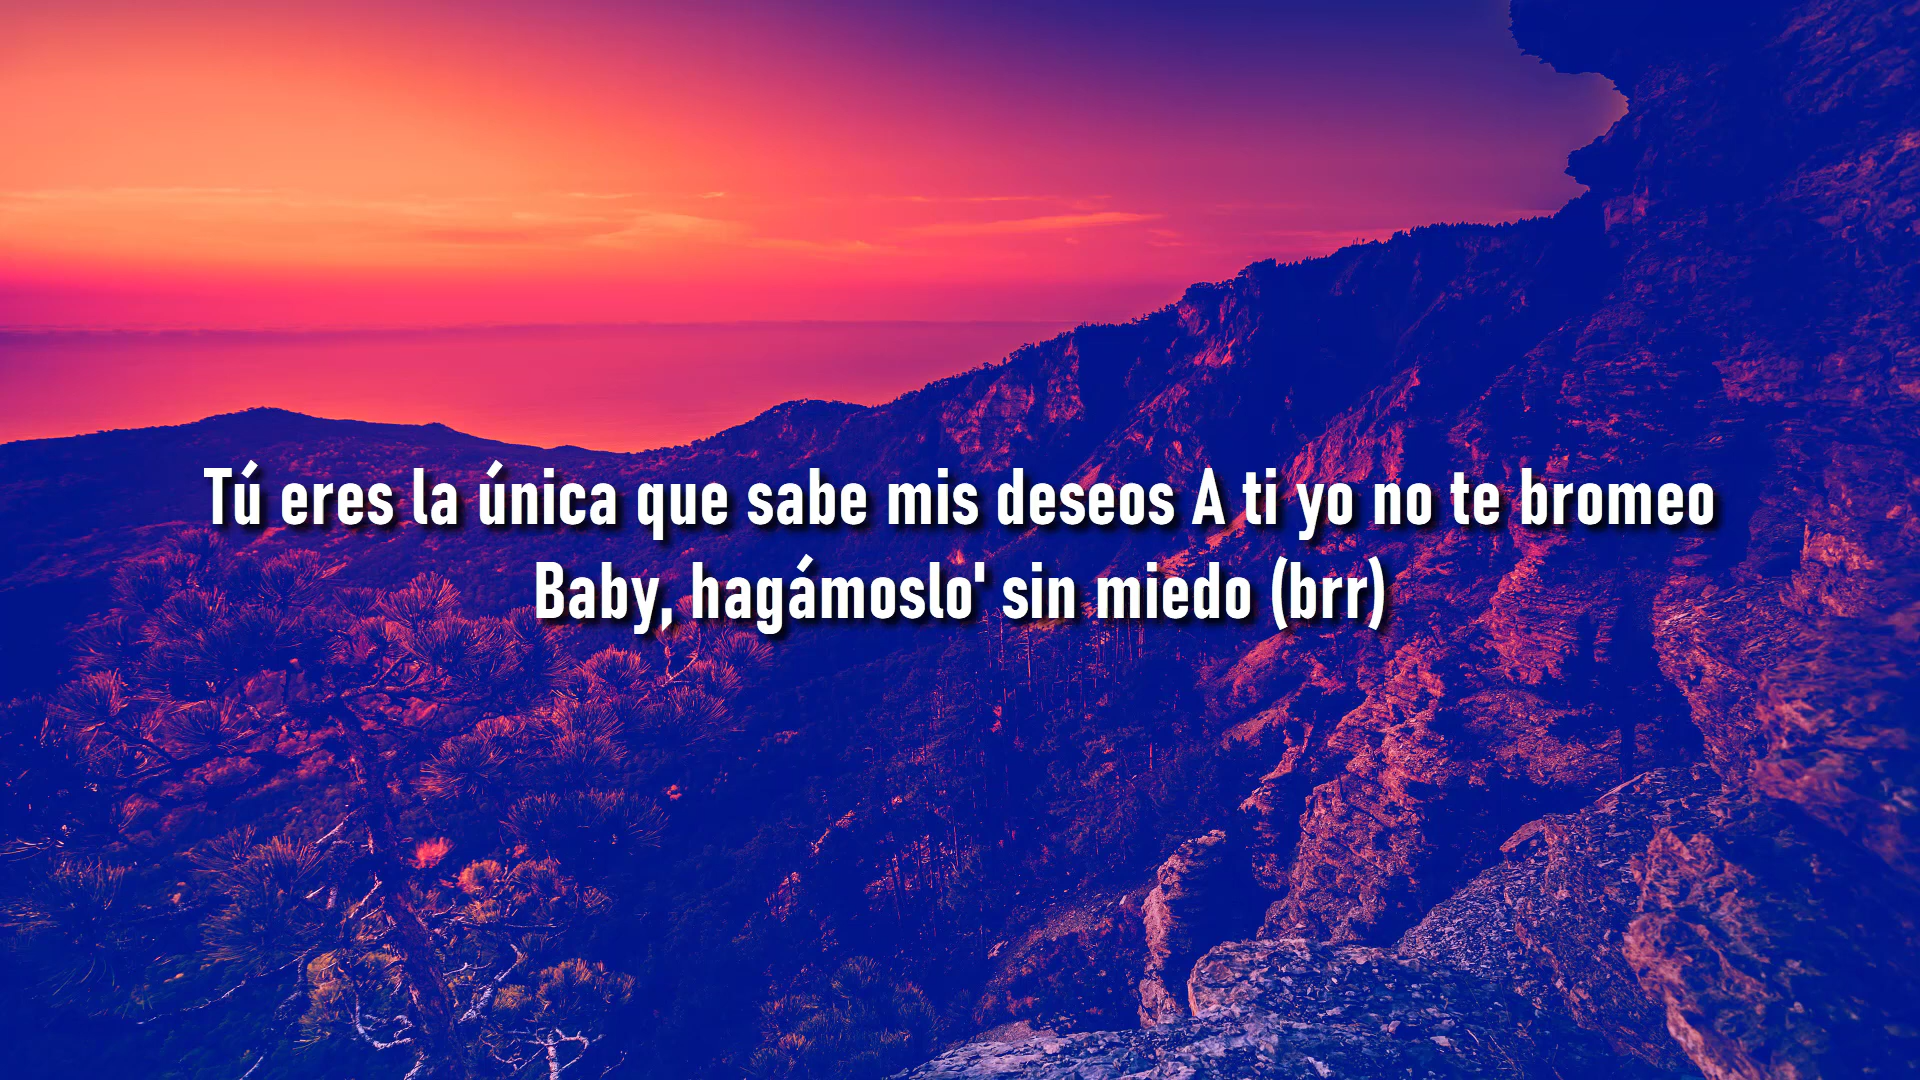 Tú eres la única que sabe mis deseos A ti yo no te bromeo
Baby, hagámoslo' sin miedo (brr)